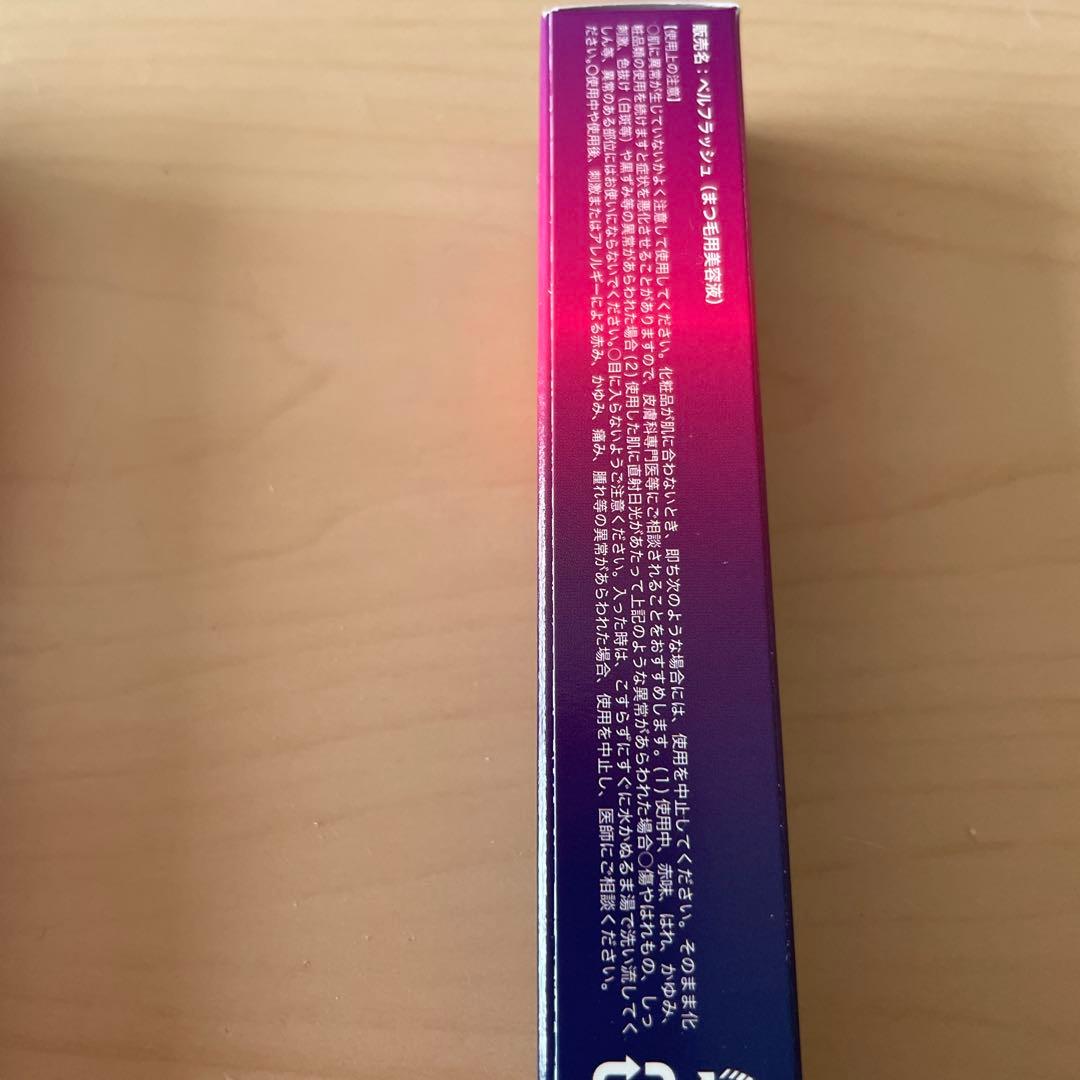 販売名：ベルフラッシュ（まつ毛用美容液）
【使用上の注意】
○肌に異常が生じていないかよく注意して使用してください。化粧品が肌に合わないとき、即ち次のような場合には、使用を中止してください。そのまま化
粧品類の使用を続けますと症状を悪化させることがありますので、皮膚科専門医等にご相談されることをおすすめします。(1)使用中、赤味、はれ、かゆみ、
刺激、色抜け（白斑等）や黒ずみ等の異常があらわれた場合(2)使用した肌に直射日光があたって上記のような異常があらわれた場合○傷やはれもの、しっ
しん等、異常のある部位にはお使いにならないでください。○目に入らないようご注意ください。入った時は、こすらずにすぐに水かぬるま湯で洗い流してく
ださい。○使用中や使用後、刺激またはアレルギーによる赤み、かゆみ、痛み、腫れ等の異常があらわれた場合、使用を中止し、医師にご相談ください。